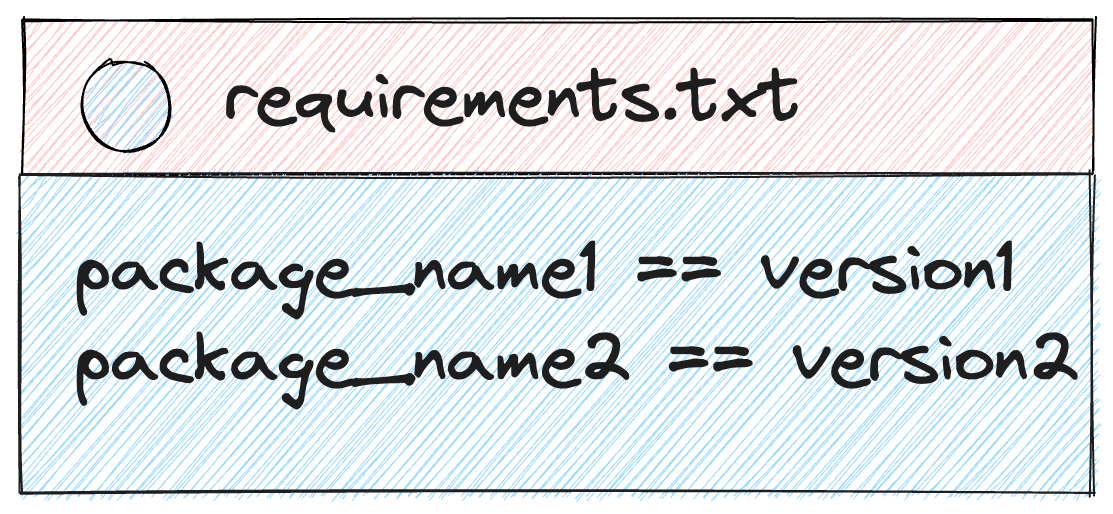 requirements.txt
package_name1 == version1
package_name2 == version2